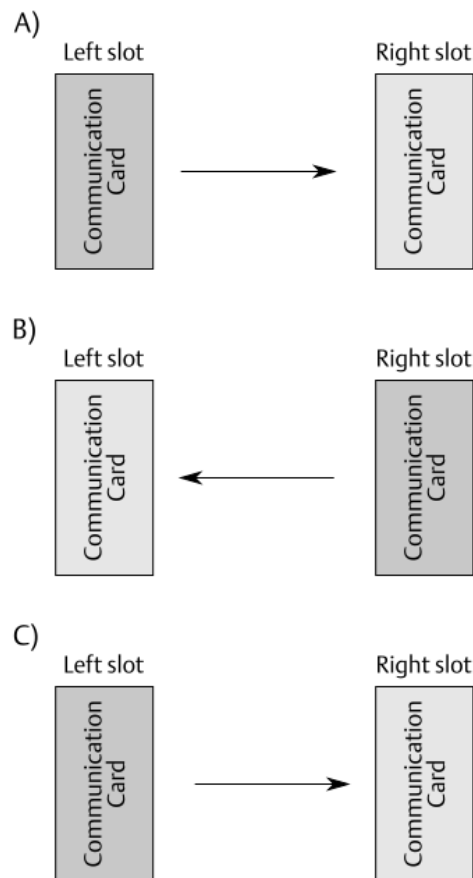 A)
Left slot Right slot
Communication
Card
Communication
Card
B)
Left slot Right slot
Communication
Card
Communication
Card
C)
Left slot Right slot
Communication
Card
Communication
Card